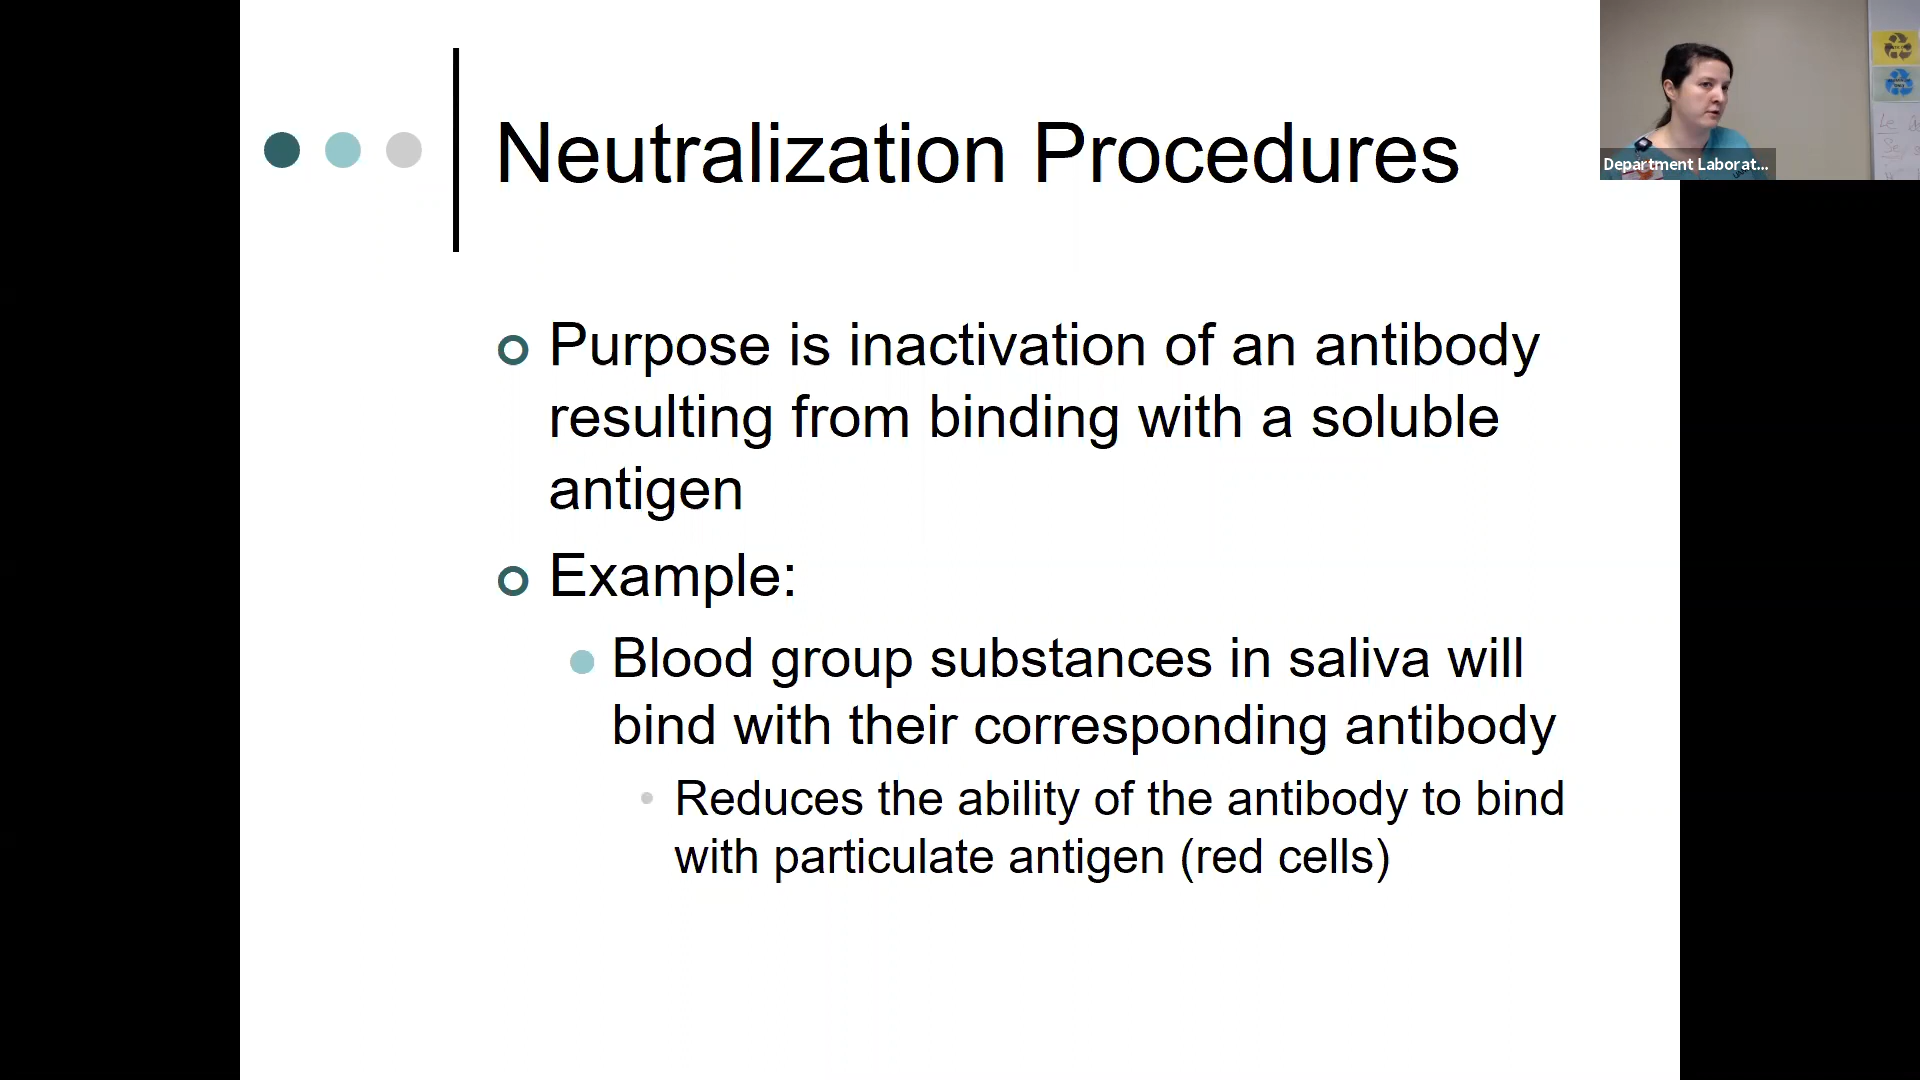 Neutralization Procedures
Purpose is inactivation of an antibody
resulting from binding with a soluble
antigen
Example:
Blood group substances in saliva will
bind with their corresponding antibody
Reduces the ability of the antibody to bind
with particulate antigen (red cells)
Department Laborat...
Le
Se